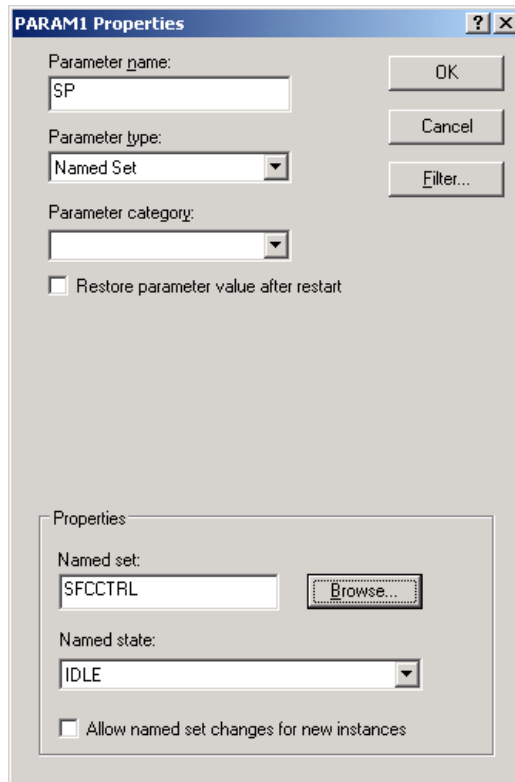 PARAM1 Properties
Parameter name:
SP
OK
Parameter type:
Cancel
Named Set
Filter...
Parameter category:
Restore parameter value after restart
Properties
Named set:
SFCCTRL
Browse...
Named state:
IDLE
Allow named set changes for new instances